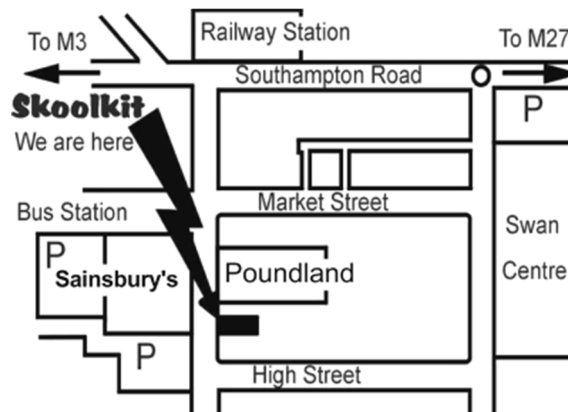 Railway Station
To M3
To M27
Southampton Road
Skoolkit
We are here
P
Market Street
Bus Station
Swan
Centre
P
Sainsbury's
Poundland
P
High Street